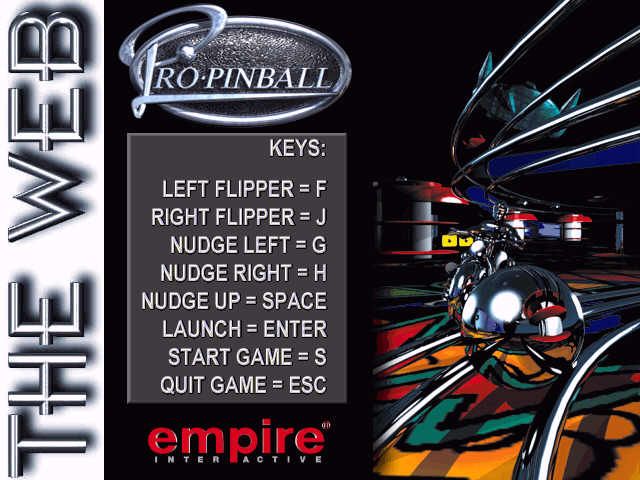 THE WEB
PRO·PINBALL
KEYS:
LEFT FLIPPER = F
RIGHT FLIPPER = J
NUDGE LEFT = G
NUDGE RIGHT = H
NUDGE UP = SPACE
LAUNCH = ENTER
START GAME = S
QUIT GAME = ESC
empire®
INTERACTIVE